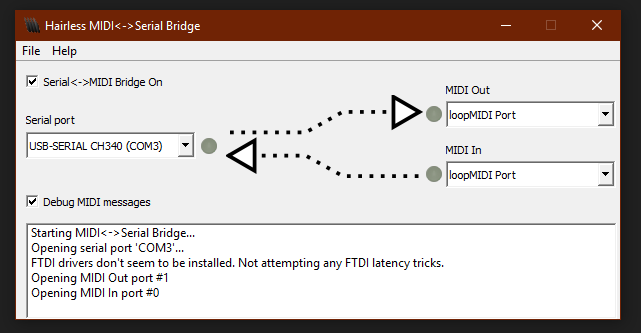 Hairless MIDI<->Serial Bridge
File Help
Serial<->MIDI Bridge On
MIDI Out
loopMIDI Port
Serial port
USB-SERIAL CH340 (COM3)
MIDI In
loopMIDI Port
Debug MIDI messages
Starting MIDI<->Serial Bridge...
Opening serial port 'COM3'...
FTDI drivers don't seem to be installed. Not attempting any FTDI latency tricks.
Opening MIDI Out port #1
Opening MIDI In port #0